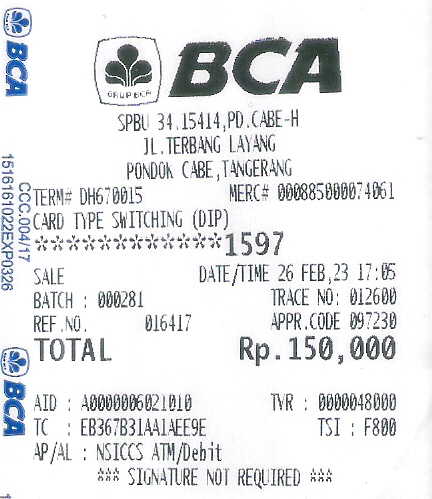 GRUP BCA
BCA
SPBU 34.15414,PD.CABE-H
JL.TERBANG LAYANG
PONDOK CABE,TANGERANG
TERM# DH670015 MERC# 000885000074061
CARD TYPE SWITCHING (DIP)
************1597
SALE DATE/TIME 26 FEB,23 17:05
BATCH : 000281 TRACE NO: 012600
REF.NO. 016417 APPR.CODE 097230
TOTAL Rp.150,000
AID : A0000006021010 TVR : 0000048000
TC : EB367B31AA1AEE9E TSI : F800
AP/AL : NSICCS ATM/Debit
*** SIGNATURE NOT REQUIRED ***
BCA
CCC.004/17
1516161022EXP0326
BCA